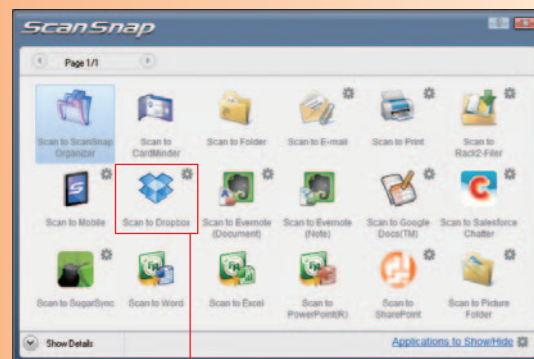 ScanSnap
Page 1/1
Scan to ScanSnap Organizer
Scan to CardMinder
Scan to Folder
Scan to E-mail
Scan to Print
Scan to Rack2-Filer
Scan to Mobile
Scan to Dropbox
Scan to Evernote (Document)
Scan to Evernote (Note)
Scan to Google Docs(TM)
Scan to Salesforce Chatter
Scan to SugarSync
Scan to Word
Scan to Excel
Scan to PowerPoint(R)
Scan to SharePoint
Scan to Picture Folder
Show Details
Applications to Show/Hide